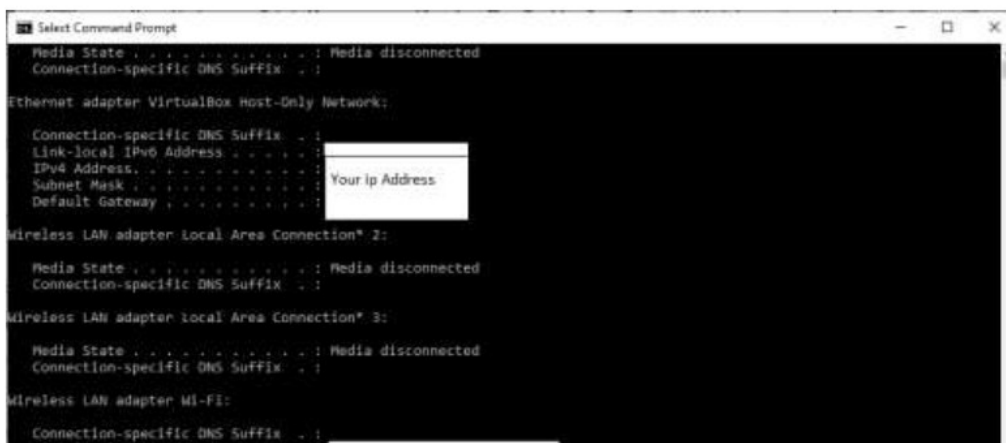 Select Command Prompt
Media State . . . . . . . . . . . : Media disconnected
Connection-specific DNS Suffix  . :
Ethernet adapter VirtualBox Host-Only Network:
Connection-specific DNS Suffix  . :
Link-local IPv6 Address . . . . . :
IPv4 Address. . . . . . . . . . . :
Your Ip Address
Subnet Mask . . . . . . . . . . . :
Default Gateway . . . . . . . . . :
Wireless LAN adapter Local Area Connection* 2:
Media State . . . . . . . . . . . : Media disconnected
Connection-specific DNS Suffix  . :
Wireless LAN adapter Local Area Connection* 3:
Media State . . . . . . . . . . . : Media disconnected
Connection-specific DNS Suffix  . :
Wireless LAN adapter Wi-Fi:
Connection-specific DNS Suffix  . :